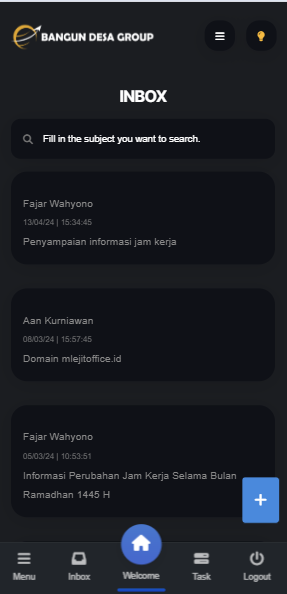 BANGUN DESA GROUP
INBOX
Fill in the subject you want to search.
Fajar Wahyono
13/04/24 | 15:34:45
Penyampaian informasi jam kerja
Aan Kurniawan
08/03/24 | 15:57:45
Domain mlejitoffice.id
Fajar Wahyono
05/03/24 | 10:53:51
Informasi Perubahan Jam Kerja Selama Bulan
Ramadhan 1445 H
Menu Inbox Welcome Task Logout